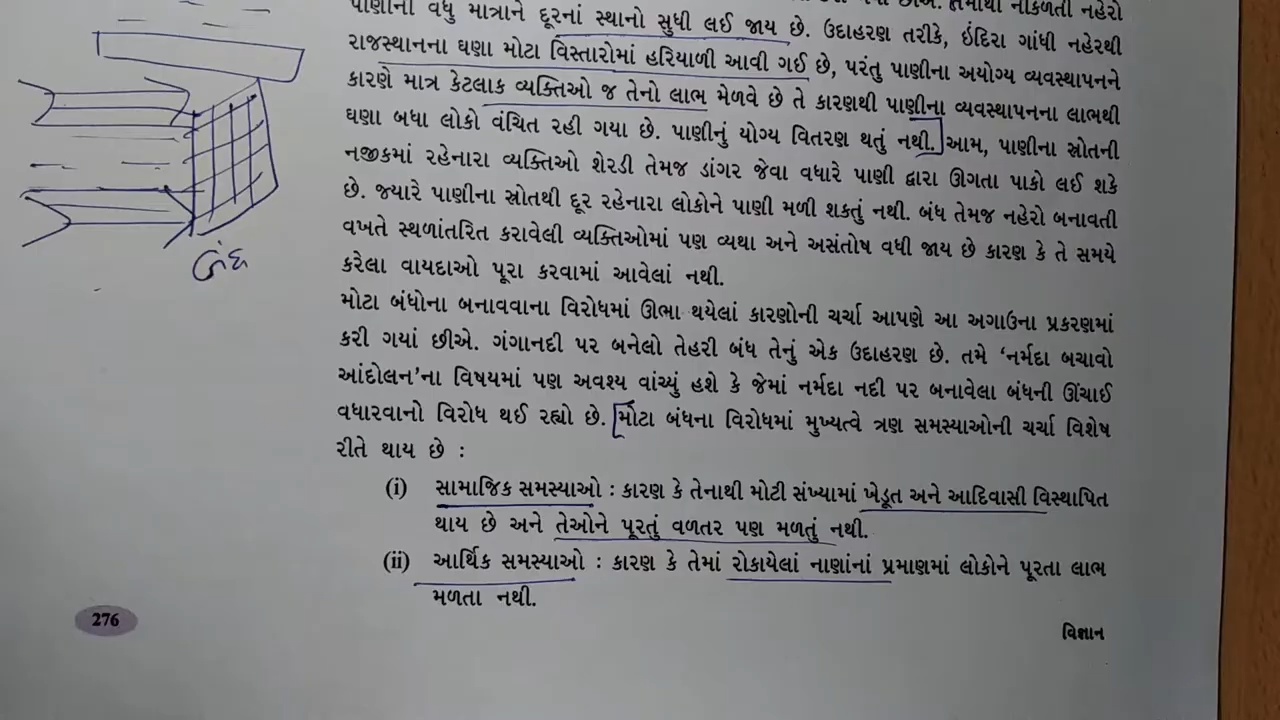 પાણીની વધુ માત્રાને દૂરનાં સ્થાનો સુધી લઈ જાય છે. ઉદાહરણ તરીકે, ઇંદિરા ગાંધી નહેરથી
રાજસ્થાનના ઘણા મોટા વિસ્તારોમાં હરિયાળી આવી ગઈ છે, પરંતુ પાણીના અયોગ્ય વ્યવસ્થાપનને
કારણે માત્ર કેટલાક વ્યક્તિઓ જ તેનો લાભ મેળવે છે તે કારણથી પાણીના વ્યવસ્થાપનના લાભથી
ઘણા બધા લોકો વંચિત રહી ગયા છે. પાણીનું યોગ્ય વિતરણ થતું નથી. આમ, પાણીના સ્રોતની
નજીકમાં રહેનારા વ્યક્તિઓ શેરડી તેમજ ડાંગર જેવા વધારે પાણી દ્વારા ઊગતા પાકો લઈ શકે
છે. જ્યારે પાણીના સ્રોતથી દૂર રહેનારા લોકોને પાણી મળી શકતું નથી. બંધ તેમજ નહેરો બનાવતી
વખતે સ્થળાંતરિત કરાવેલી વ્યક્તિઓમાં પણ વ્યથા અને અસંતોષ વધી જાય છે કારણ કે તે સમયે
કરેલા વાયદાઓ પૂરા કરવામાં આવેલાં નથી.
બંધ
મોટા બંધોના બનાવવાના વિરોધમાં ઊભા થયેલાં કારણોની ચર્ચા આપણે આ અગાઉના પ્રકરણમાં
કરી ગયાં છીએ. ગંગાનદી પર બનેલો તેહરી બંધ તેનું એક ઉદાહરણ છે. તમે ‘નર્મદા બચાવો
આંદોલન’ના વિષયમાં પણ અવશ્ય વાંચ્યું હશે કે જેમાં નર્મદા નદી પર બનાવેલા બંધની ઊંચાઈ
વધારવાનો વિરોધ થઈ રહ્યો છે. મોટા બંધના વિરોધમાં મુખ્યત્વે ત્રણ સમસ્યાઓની ચર્ચા વિશેષ
રીતે થાય છે :
(i) સામાજિક સમસ્યાઓ : કારણ કે તેનાથી મોટી સંખ્યામાં ખેડૂત અને આદિવાસી વિસ્થાપિત
થાય છે અને તેઓને પૂરતું વળતર પણ મળતું નથી.
(ii) આર્થિક સમસ્યાઓ : કારણ કે તેમાં રોકાયેલાં નાણાંનાં પ્રમાણમાં લોકોને પૂરતા લાભ
મળતા નથી.
276
વિજ્ઞાન